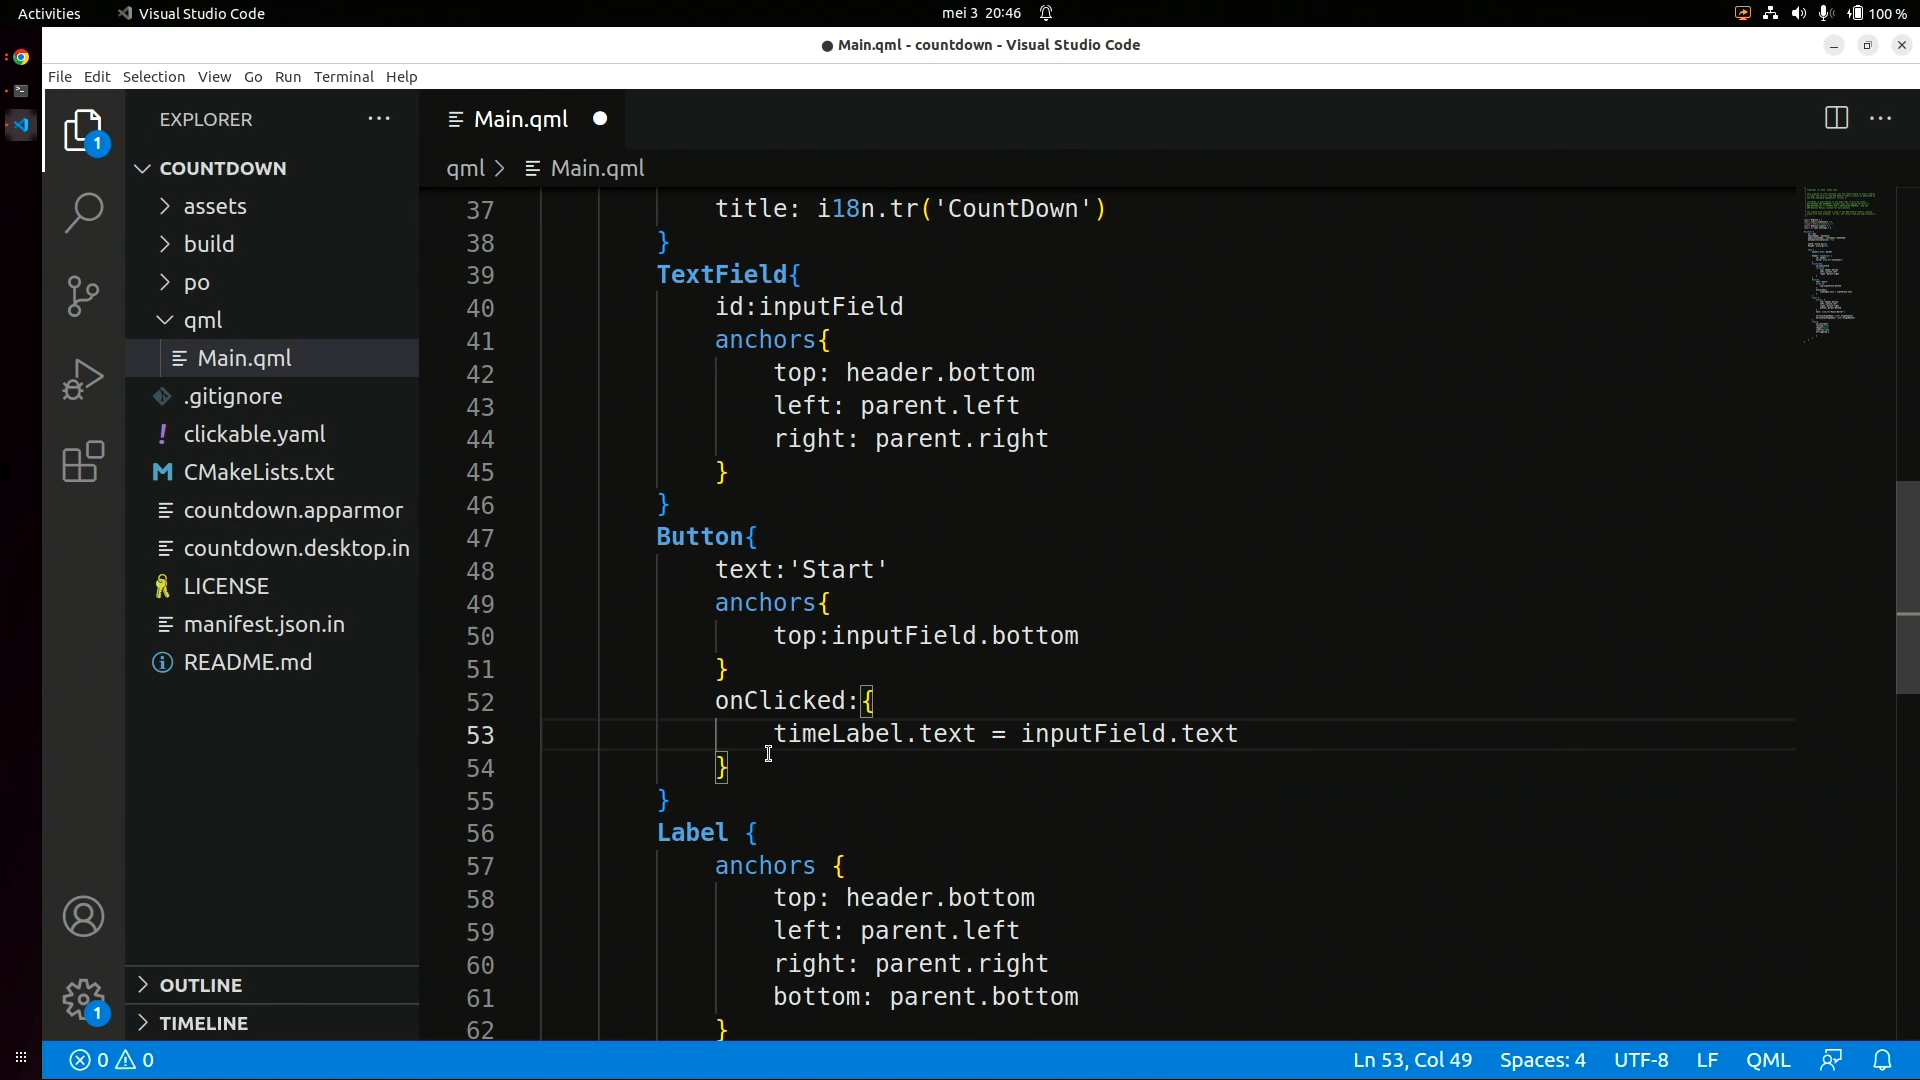 Activities
Visual Studio Code
mei 3 20:46
100 %
Main.qml - countdown - Visual Studio Code
File Edit Selection View Go Run Terminal Help
EXPLORER
Main.qml
1
COUNTDOWN
qml > Main.qml
assets
build
po
qml
Main.qml
.gitignore
clickable.yaml
CMakeLists.txt
countdown.apparmor
countdown.desktop.in
LICENSE
manifest.json.in
README.md
OUTLINE
TIMELINE
1
37 title: i18n.tr('CountDown')
38 }
39 TextField{
40 id:inputField
41 anchors{
42 top: header.bottom
43 left: parent.left
44 right: parent.right
45 }
46 }
47 Button{
48 text:'Start'
49 anchors{
50 top:inputField.bottom
51 }
52 onClicked:{
53 timeLabel.text = inputField.text
54 }
55 }
56 Label {
57 anchors {
58 top: header.bottom
59 left: parent.left
60 right: parent.right
61 bottom: parent.bottom
62 }
0 0
Ln 53, Col 49 Spaces: 4 UTF-8 LF QML